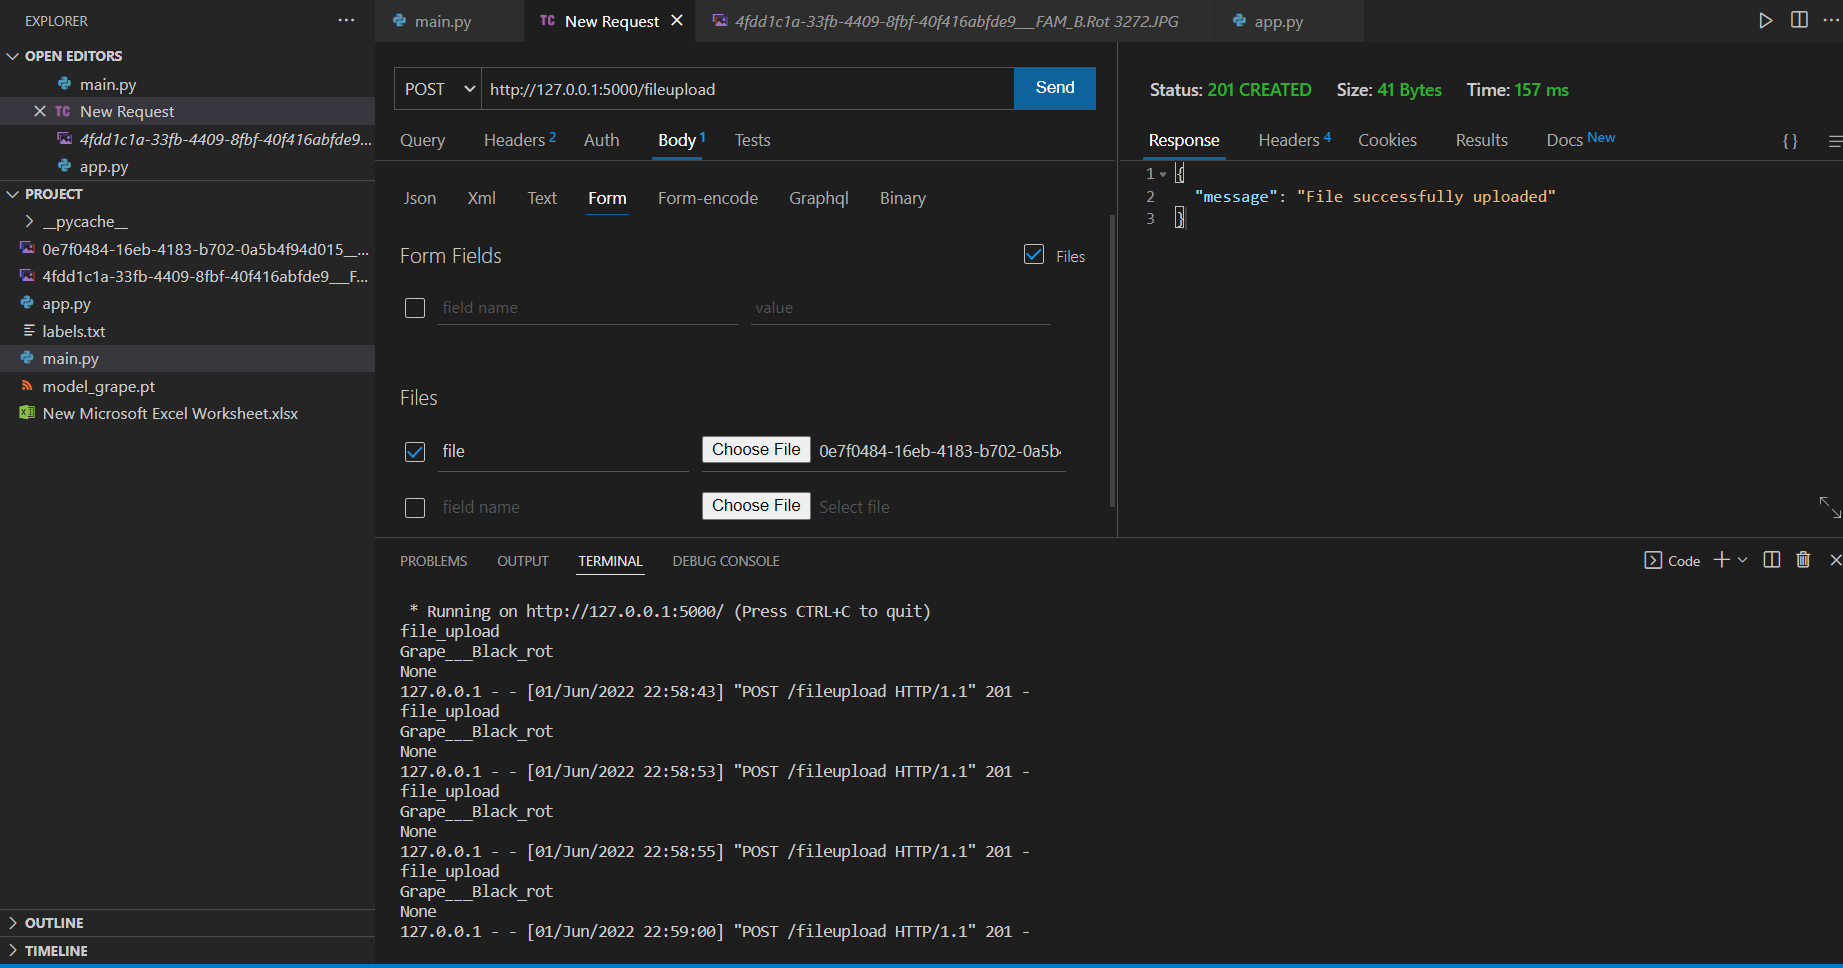 EXPLORER
OPEN EDITORS
main.py
New Request
4fdd1c1a-33fb-4409-8fbf-40f416abfde9...
app.py
PROJECT
__pycache__
0e7f0484-16eb-4183-b702-0a5b4f94d015__...
4fdd1c1a-33fb-4409-8fbf-40f416abfde9___F...
app.py
labels.txt
main.py
model_grape.pt
New Microsoft Excel Worksheet.xlsx
OUTLINE
TIMELINE
main.py TC New Request 4fdd1c1a-33fb-4409-8fbf-40f416abfde9___FAM_B.Rot 3272.JPG app.py
POST http://127.0.0.1:5000/fileupload Send
Query Headers 2 Auth Body 1 Tests
Json Xml Text Form Form-encode Graphql Binary
Form Fields Files
field name value
Files
file Choose File 0e7f0484-16eb-4183-b702-0a5b
field name Choose File Select file
Status: 201 CREATED Size: 41 Bytes Time: 157 ms
Response Headers 4 Cookies Results Docs New {}
1 {
2 "message": "File successfully uploaded"
3 }
PROBLEMS OUTPUT TERMINAL DEBUG CONSOLE Code
* Running on http://127.0.0.1:5000/ (Press CTRL+C to quit)
file_upload
Grape___Black_rot
None
127.0.0.1 - - [01/Jun/2022 22:58:43] "POST /fileupload HTTP/1.1" 201 -
file_upload
Grape___Black_rot
None
127.0.0.1 - - [01/Jun/2022 22:58:53] "POST /fileupload HTTP/1.1" 201 -
file_upload
Grape___Black_rot
None
127.0.0.1 - - [01/Jun/2022 22:58:55] "POST /fileupload HTTP/1.1" 201 -
file_upload
Grape___Black_rot
None
127.0.0.1 - - [01/Jun/2022 22:59:00] "POST /fileupload HTTP/1.1" 201 -